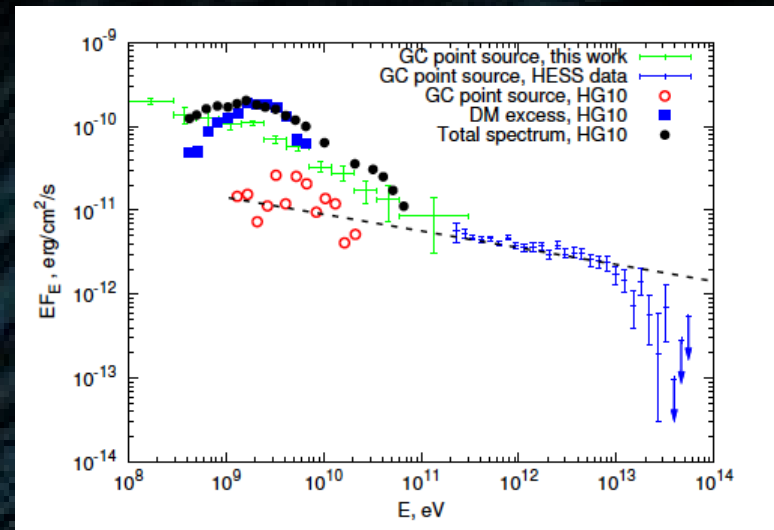 GC point source, this work
GC point source, HESS data
GC point source, HG10
DM excess, HG10
Total spectrum, HG10
10^-9
10^-10
10^-11
10^-12
10^-13
10^-14
EF_E , erg/cm^2/s
10^8 10^9 10^10 10^11 10^12 10^13 10^14
E, eV